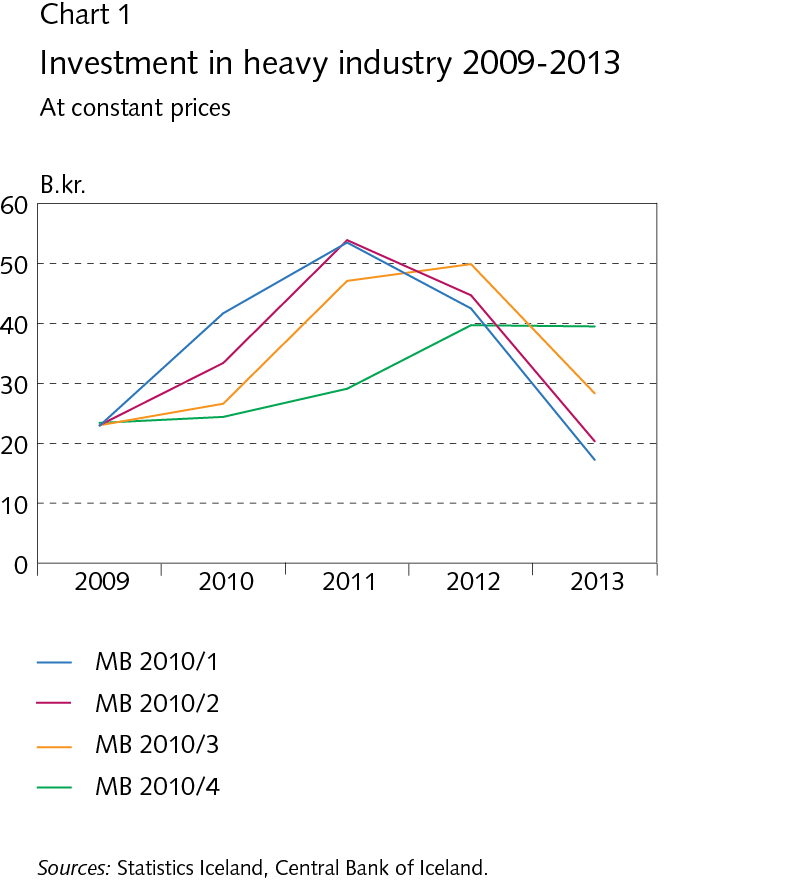 Chart 1
Investment in heavy industry 2009-2013
At constant prices
B.kr.
60
50
40
30
20
10
0
2009 2010 2011 2012 2013
MB 2010/1
MB 2010/2
MB 2010/3
MB 2010/4
Sources: Statistics Iceland, Central Bank of Iceland.